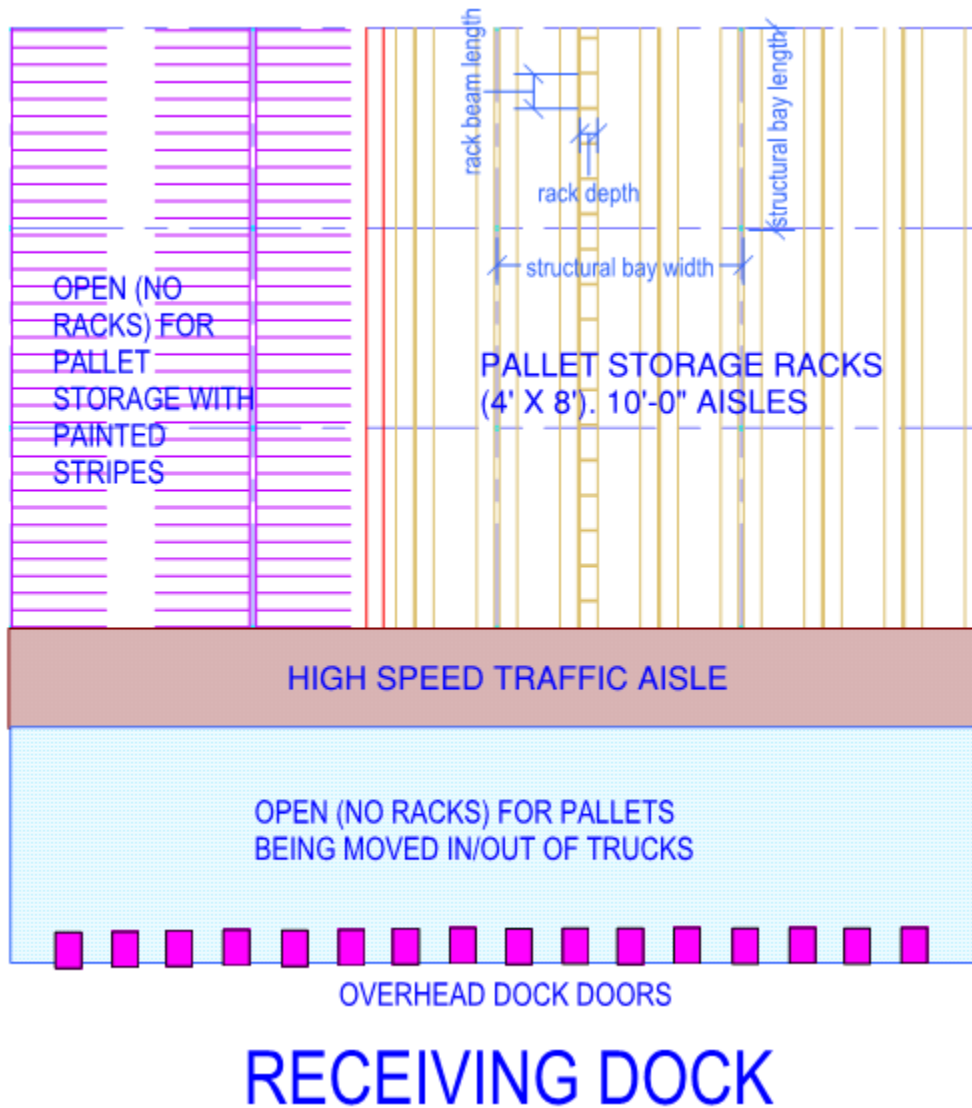 rack beam length
structural bay length
rack depth
structural bay width
OPEN (NO
RACKS) FOR
PALLET
STORAGE WITH
PAINTED
STRIPES
PALLET STORAGE RACKS
(4' X 8'). 10'-0" AISLES
HIGH SPEED TRAFFIC AISLE
OPEN (NO RACKS) FOR PALLETS
BEING MOVED IN/OUT OF TRUCKS
OVERHEAD DOCK DOORS
RECEIVING DOCK